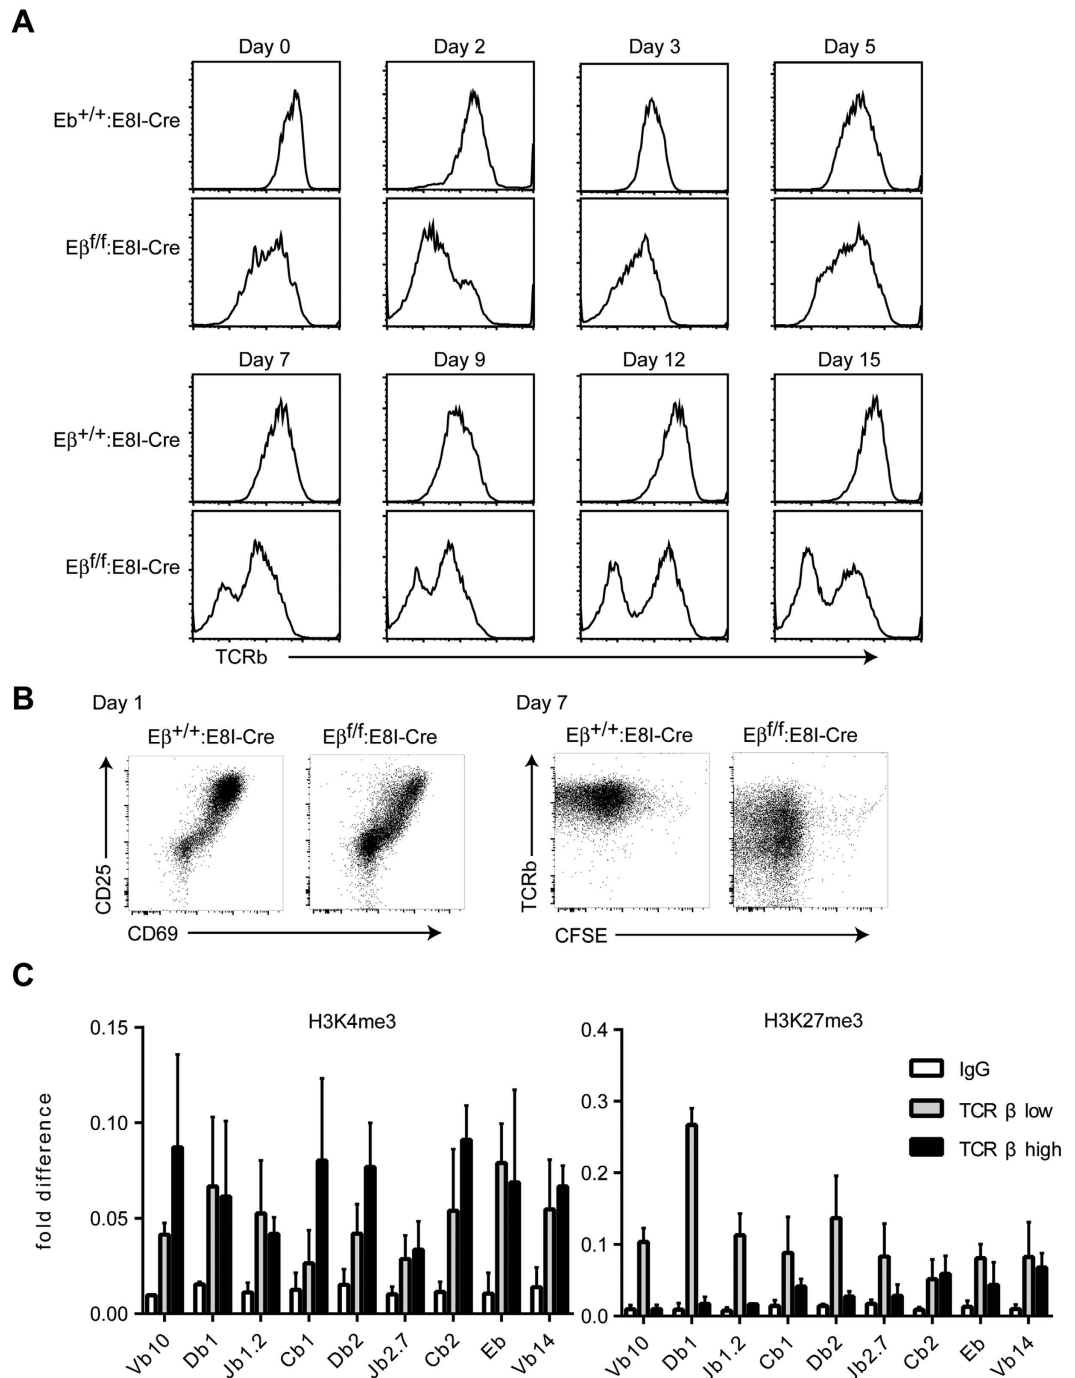 A
Day 0
Day 2
Day 3
Day 5
Eb+/+:E8I-Cre
Eβf/f:E8I-Cre
Day 7
Day 9
Day 12
Day 15
Eβ+/+:E8I-Cre
Eβf/f:E8I-Cre
TCRb
B
Day 1
Day 7
Eβ+/+:E8I-Cre
Eβf/f:E8I-Cre
Eβ+/+:E8I-Cre
Eβf/f:E8I-Cre
CD25
CD69
TCRb
CFSE
C
H3K4me3
fold difference
0.15
0.10
0.05
0.00
Vb10
Db1
Jb1.2
Cb1
Db2
Jb2.7
Cb2
Eb
Vb14
H3K27me3
0.4
0.3
0.2
0.1
0.0
Vb10
Db1
Jb1.2
Cb1
Db2
Jb2.7
Cb2
Eb
Vb14
IgG
TCR β low
TCR β high